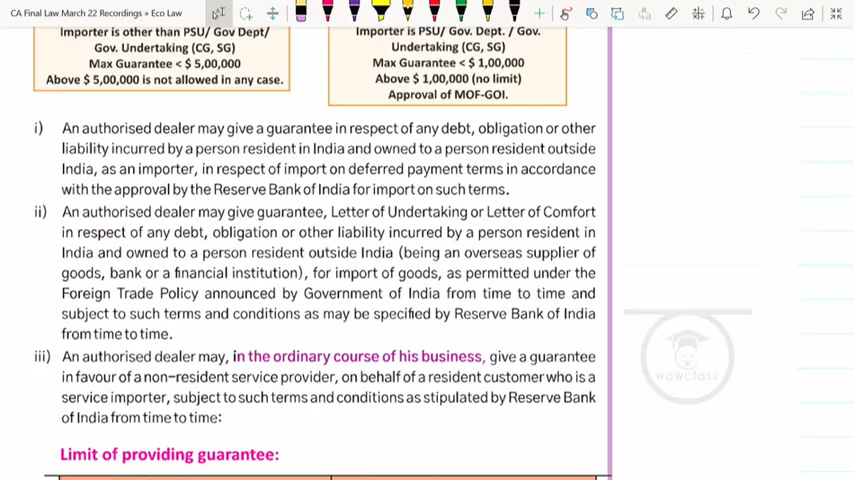 CA Final Law March 22 Recordings » Eco Law
Importer is other than PSU/ Gov Dept/
Gov. Undertaking (CG, SG)
Max Guarantee < $ 5,00,000
Above $ 5,00,000 is not allowed in any case.
Importer is PSU/ Gov. Dept. / Gov.
Undertaking (CG, SG)
Max Guarantee < $ 1,00,000
Above $ 1,00,000 (no limit)
Approval of MOF-GOI.
i) An authorised dealer may give a guarantee in respect of any debt, obligation or other
liability incurred by a person resident in India and owned to a person resident outside
India, as an importer, in respect of import on deferred payment terms in accordance
with the approval by the Reserve Bank of India for import on such terms.
ii) An authorised dealer may give guarantee, Letter of Undertaking or Letter of Comfort
in respect of any debt, obligation or other liability incurred by a person resident in
India and owned to a person resident outside India (being an overseas supplier of
goods, bank or a financial institution), for import of goods, as permitted under the
Foreign Trade Policy announced by Government of India from time to time and
subject to such terms and conditions as may be specified by Reserve Bank of India
from time to time.
iii) An authorised dealer may, in the ordinary course of his business, give a guarantee
in favour of a non-resident service provider, on behalf of a resident customer who is a
service importer, subject to such terms and conditions as stipulated by Reserve Bank
of India from time to time:
Limit of providing guarantee:
wowclass